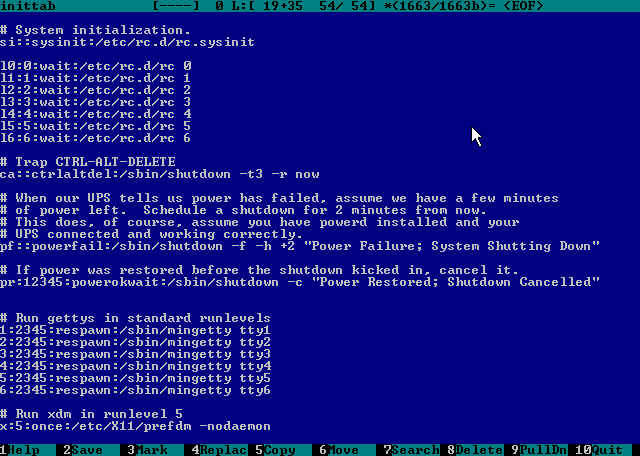 inittab [----] 0 L:[ 19+35 54/ 54] *(1663/1663b)= <EOF>
# System initialization.
si::sysinit:/etc/rc.d/rc.sysinit
l0:0:wait:/etc/rc.d/rc 0
l1:1:wait:/etc/rc.d/rc 1
l2:2:wait:/etc/rc.d/rc 2
l3:3:wait:/etc/rc.d/rc 3
l4:4:wait:/etc/rc.d/rc 4
l5:5:wait:/etc/rc.d/rc 5
l6:6:wait:/etc/rc.d/rc 6
# Trap CTRL-ALT-DELETE
ca::ctrlaltdel:/sbin/shutdown -t3 -r now
# When our UPS tells us power has failed, assume we have a few minutes
# of power left.  Schedule a shutdown for 2 minutes from now.
# This does, of course, assume you have powerd installed and your
# UPS connected and working correctly.
pf::powerfail:/sbin/shutdown -f -h +2 "Power Failure; System Shutting Down"
# If power was restored before the shutdown kicked in, cancel it.
pr:12345:powerokwait:/sbin/shutdown -c "Power Restored; Shutdown Cancelled"
# Run gettys in standard runlevels
1:2345:respawn:/sbin/mingetty tty1
2:2345:respawn:/sbin/mingetty tty2
3:2345:respawn:/sbin/mingetty tty3
4:2345:respawn:/sbin/mingetty tty4
5:2345:respawn:/sbin/mingetty tty5
6:2345:respawn:/sbin/mingetty tty6
# Run xdm in runlevel 5
x:5:once:/etc/X11/prefdm -nodaemon
1Help 2Save 3Mark 4Replac 5Copy 6Move 7Search 8Delete 9PullDn 10Quit